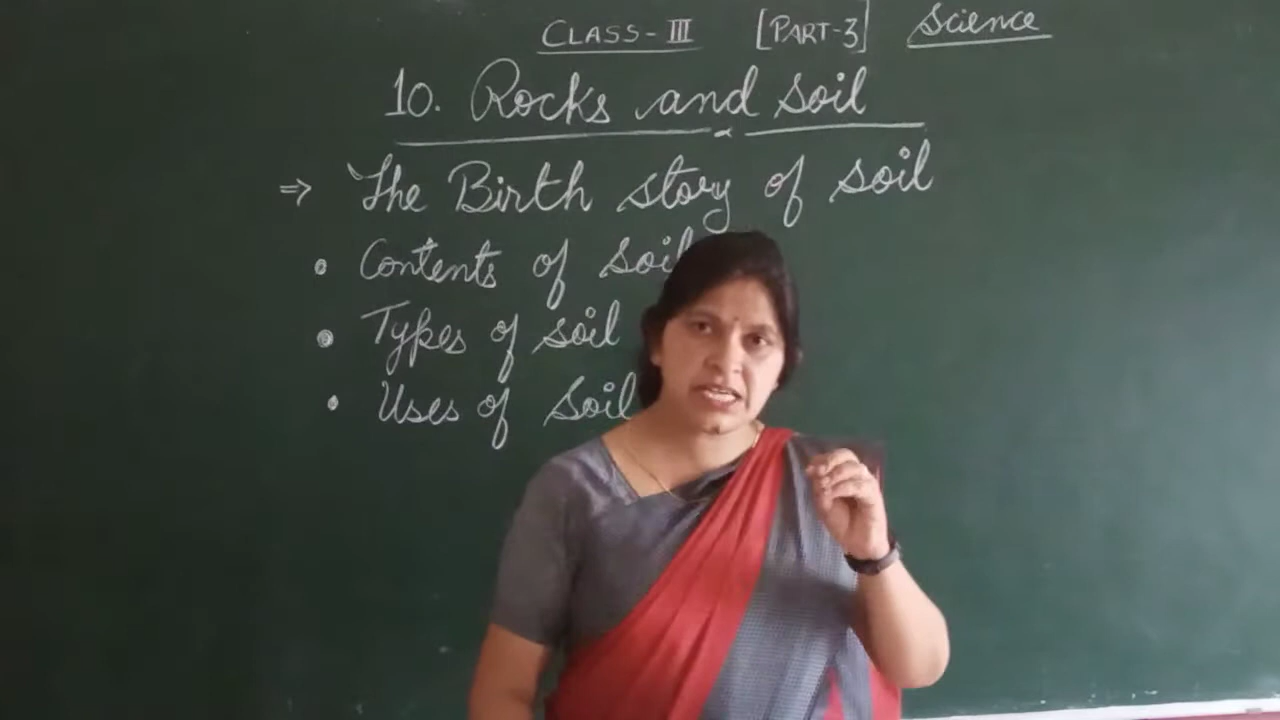 CLASS-III [PART-3] Science
10. Rocks and soil
⇒ The Birth story of soil
• Contents of soil
• Types of soil
• Uses of Soil